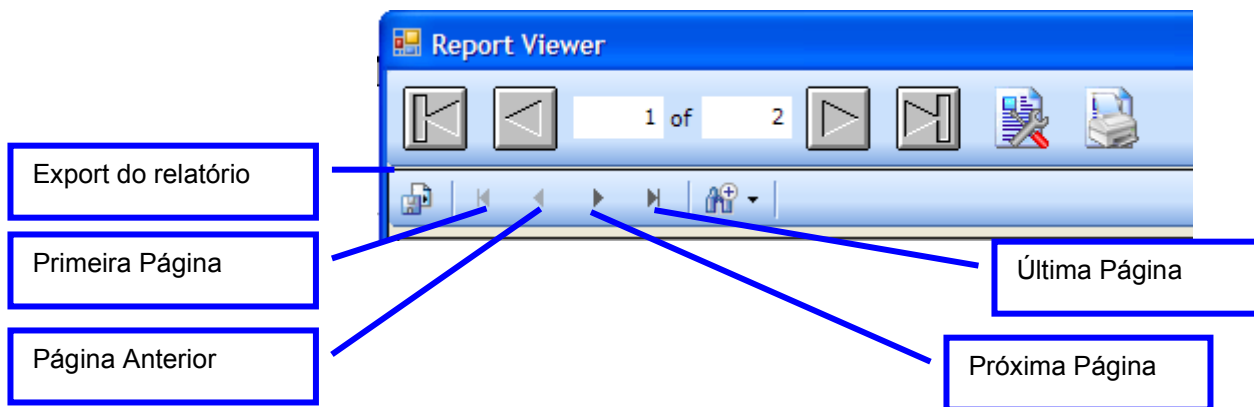 Report Viewer
1 of 2
Export do relatório
Primeira Página
Última Página
Página Anterior
Próxima Página